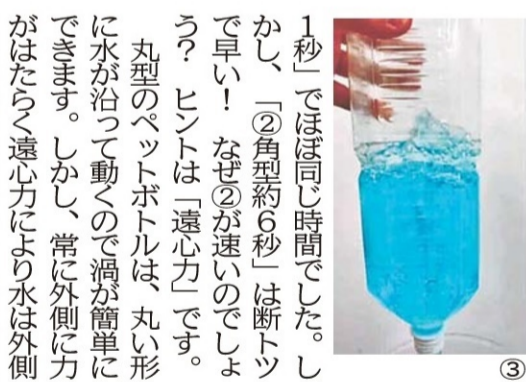 1秒」でほぼ同じ時間でした。し
かし、「②角型約6秒」は断トツ
で早い! なぜ②が速いのでしょ
う? ヒントは「遠心力」です。
丸型のペットボトルは、丸い形
に水が沿って動くので渦が簡単に
できます。しかし、常に外側に力
がはたらく遠心力により水は外側
③